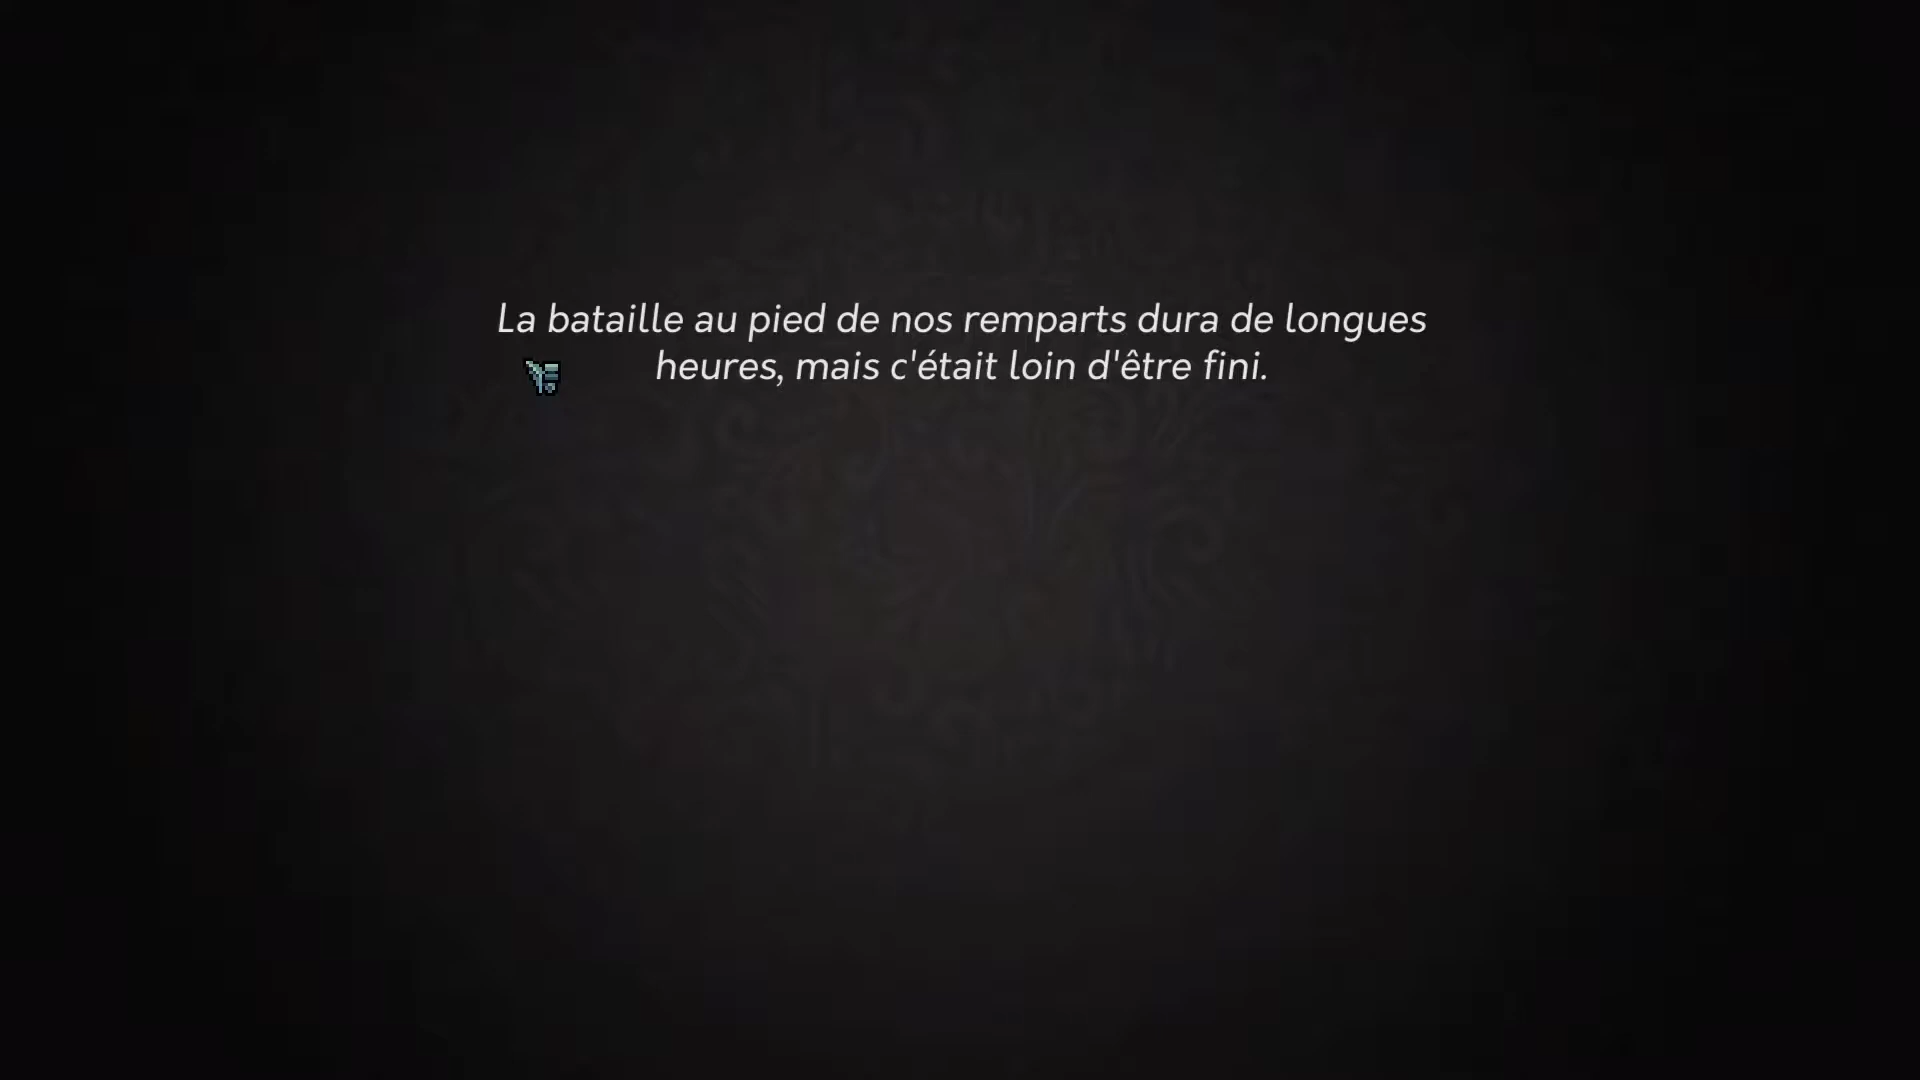 La bataille au pied de nos remparts dura de longues
heures, mais c'était loin d'être fini.